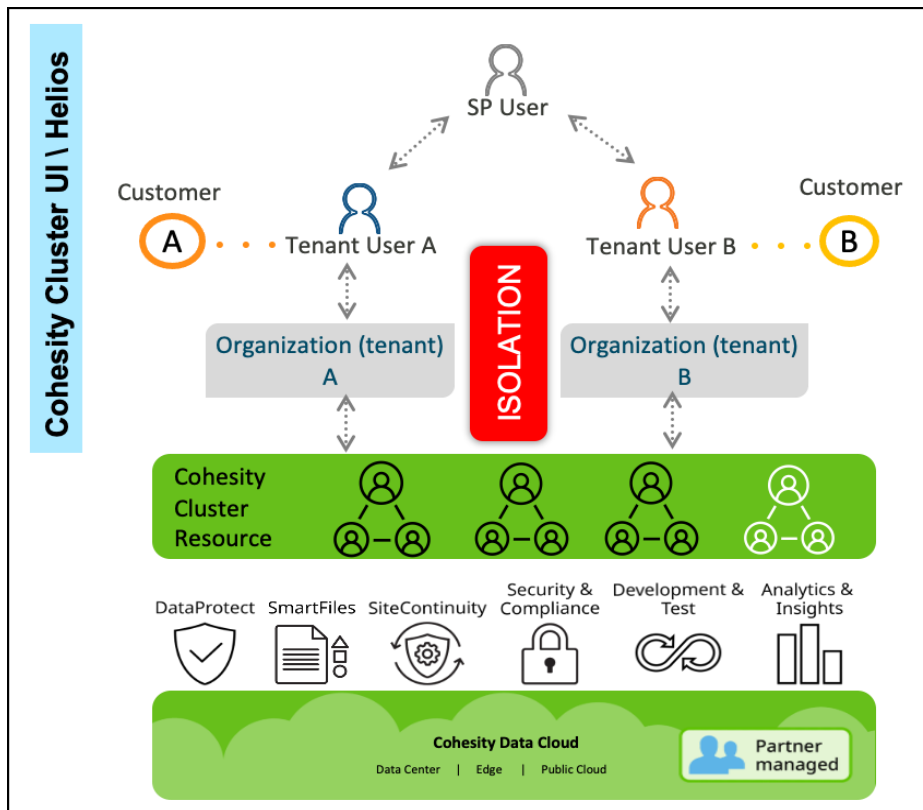 Cohesity Cluster UI \ Helios
SP User
Customer
A
Tenant User A
Customer
B
Tenant User B
ISOLATION
Organization (tenant)
A
Organization (tenant)
B
Cohesity
Cluster
Resource
DataProtect
SmartFiles
SiteContinuity
Security &
Compliance
Development &
Test
Analytics &
Insights
Cohesity Data Cloud
Data Center | Edge | Public Cloud
Partner
managed